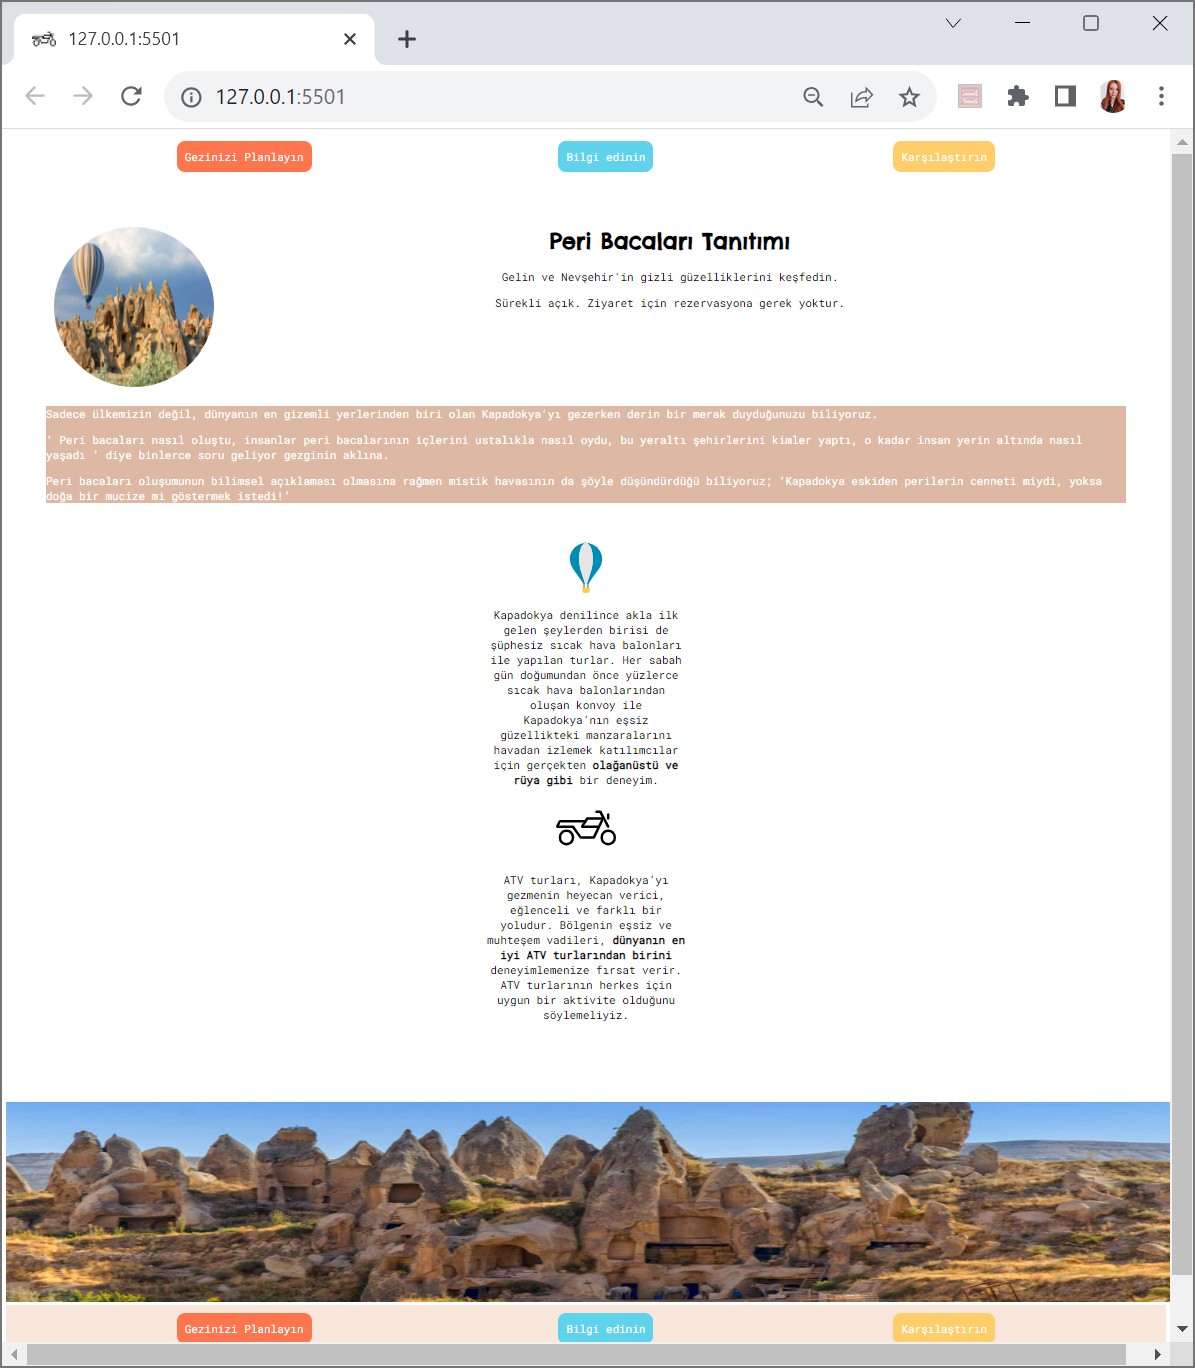 127.0.0.1:5501
127.0.0.1:5501
Gezinizi Planlayın
Bilgi edinin
Karşılaştırın
Peri Bacaları Tanıtımı
Gelin ve Nevşehir'in gizli güzelliklerini keşfedin.
Sürekli açık. Ziyaret için rezervasyona gerek yoktur.
Sadece ülkemizin değil, dünyanın en gizemli yerlerinden biri olan Kapadokya’yı gezerken derin bir merak duyduğunuzu biliyoruz.
‘ Peri bacaları nasıl oluştu, insanlar peri bacalarının içlerini ustalıkla nasıl oydu, bu yeraltı şehirlerini kimler yaptı, o kadar insan yerin altında nasıl
yaşadı ‘ diye binlerce soru geliyor gezginin aklına.
Peri bacaları oluşumunun bilimsel açıklaması olmasına rağmen mistik havasının da şöyle düşündürdüğü biliyoruz; ‘Kapadokya eskiden perilerin cenneti miydi, yoksa
doğa bir mucize mi göstermek istedi!‘
Kapadokya denilince akla ilk
gelen şeylerden birisi de
şüphesiz sıcak hava balonları
ile yapılan turlar. Her sabah
gün doğumundan önce yüzlerce
sıcak hava balonlarından
oluşan konvoy ile
Kapadokya’nın eşsiz
güzellikteki manzaralarını
havadan izlemek katılımcılar
için gerçekten olağanüstü ve
rüya gibi bir deneyim.
ATV turları, Kapadokya’yı
gezmenin heyecan verici,
eğlenceli ve farklı bir
yoludur. Bölgenin eşsiz ve
muhteşem vadileri, dünyanın en
iyi ATV turlarından birini
deneyimlemenize fırsat verir.
ATV turlarının herkes için
uygun bir aktivite olduğunu
söylemeliyiz.
Gezinizi Planlayın
Bilgi edinin
Karşılaştırın